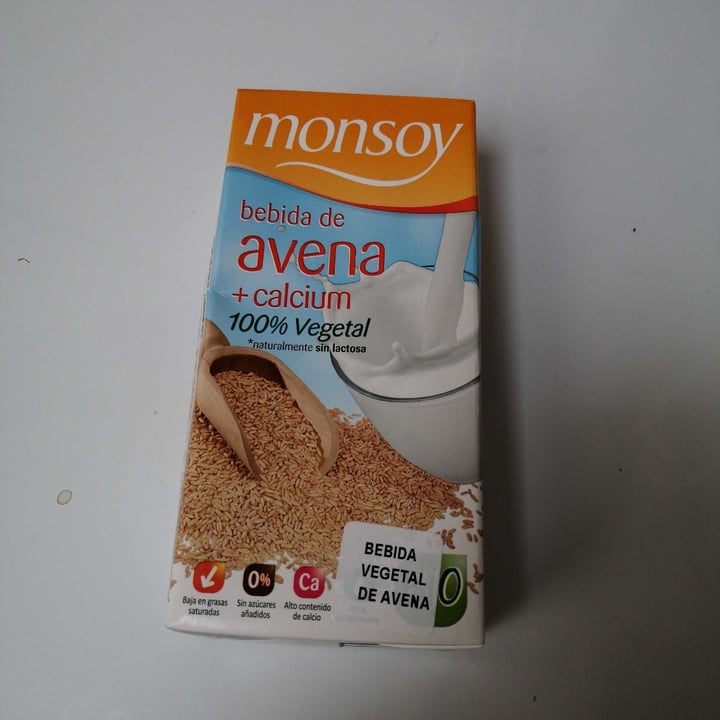 monsoy
bebida de
avena
+ calcium
100% Vegetal
*naturalmente sin lactosa
Baja en grasas
saturadas
0%
Sin azúcares
añadidos
Ca
Alto contenido
de calcio
BEBIDA
VEGETAL
DE AVENA